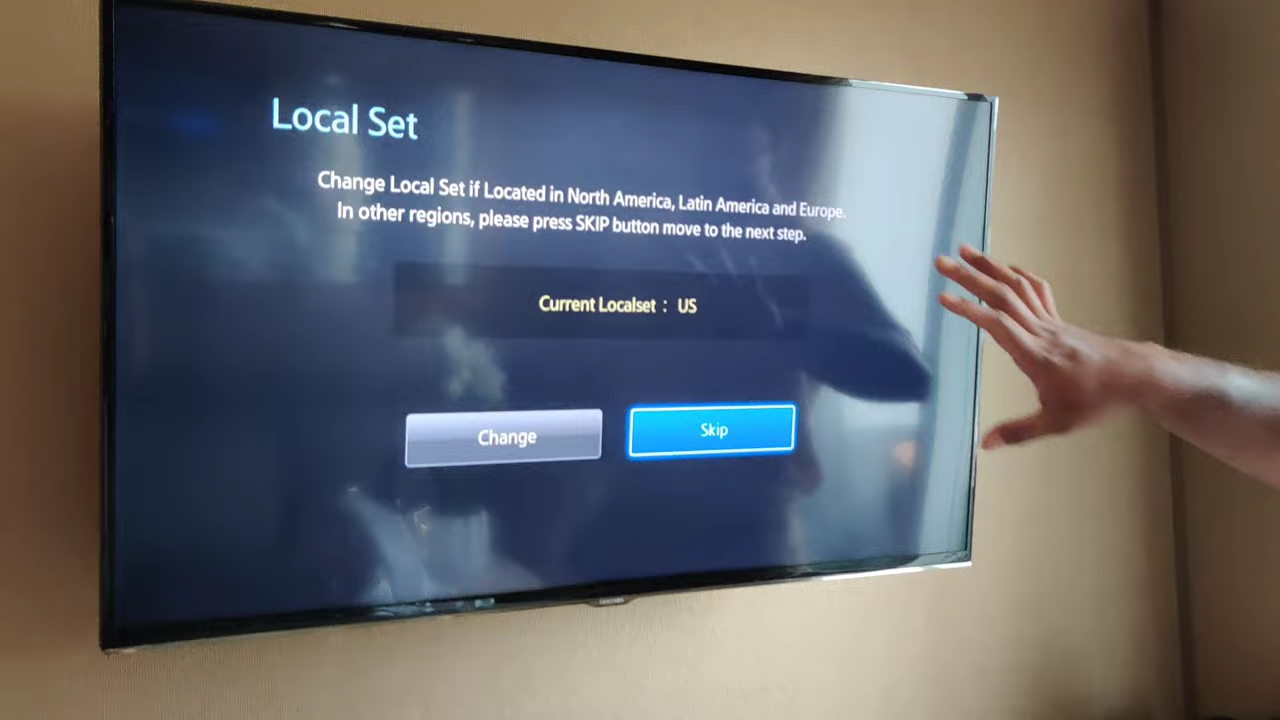 Local Set
Change Local Set if Located in North America, Latin America and Europe.
In other regions, please press SKIP button move to the next step.
Current Localset : US
Change
Skip